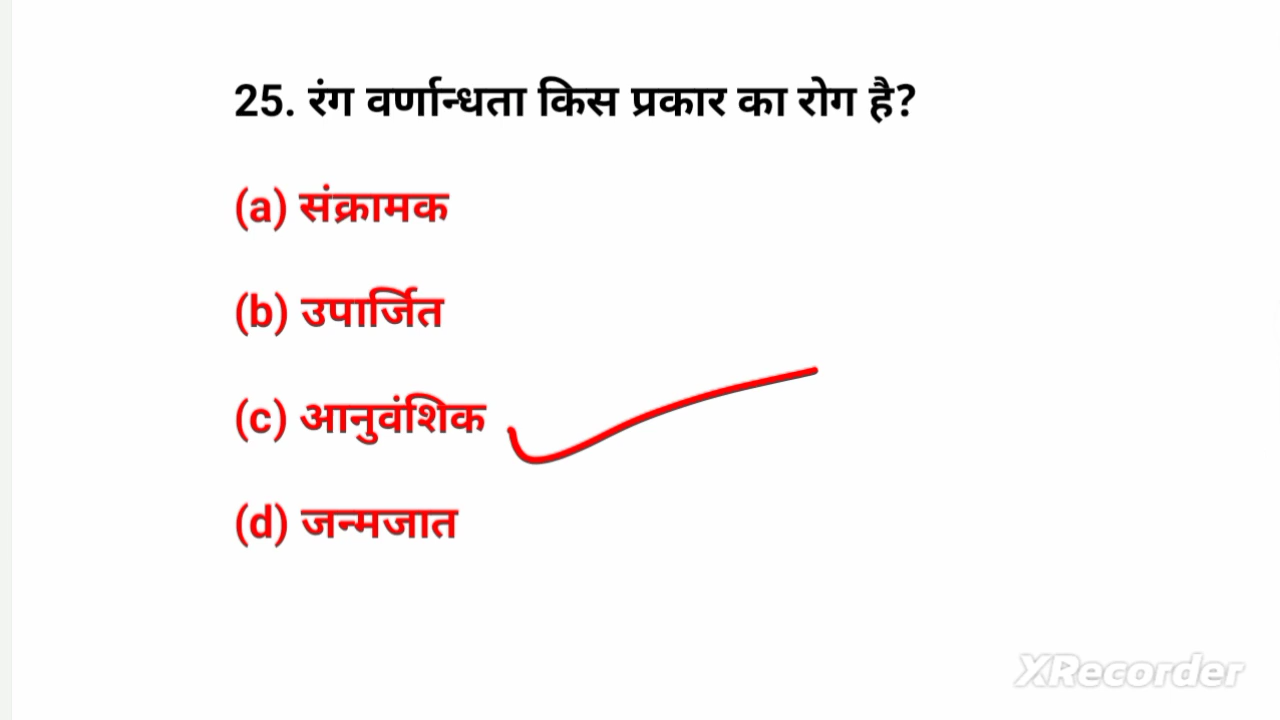 25. रंग वर्णान्धता किस प्रकार का रोग है?
(a) संक्रामक
(b) उपार्जित
(c) आनुवंशिक
(d) जन्मजात
XRecorder